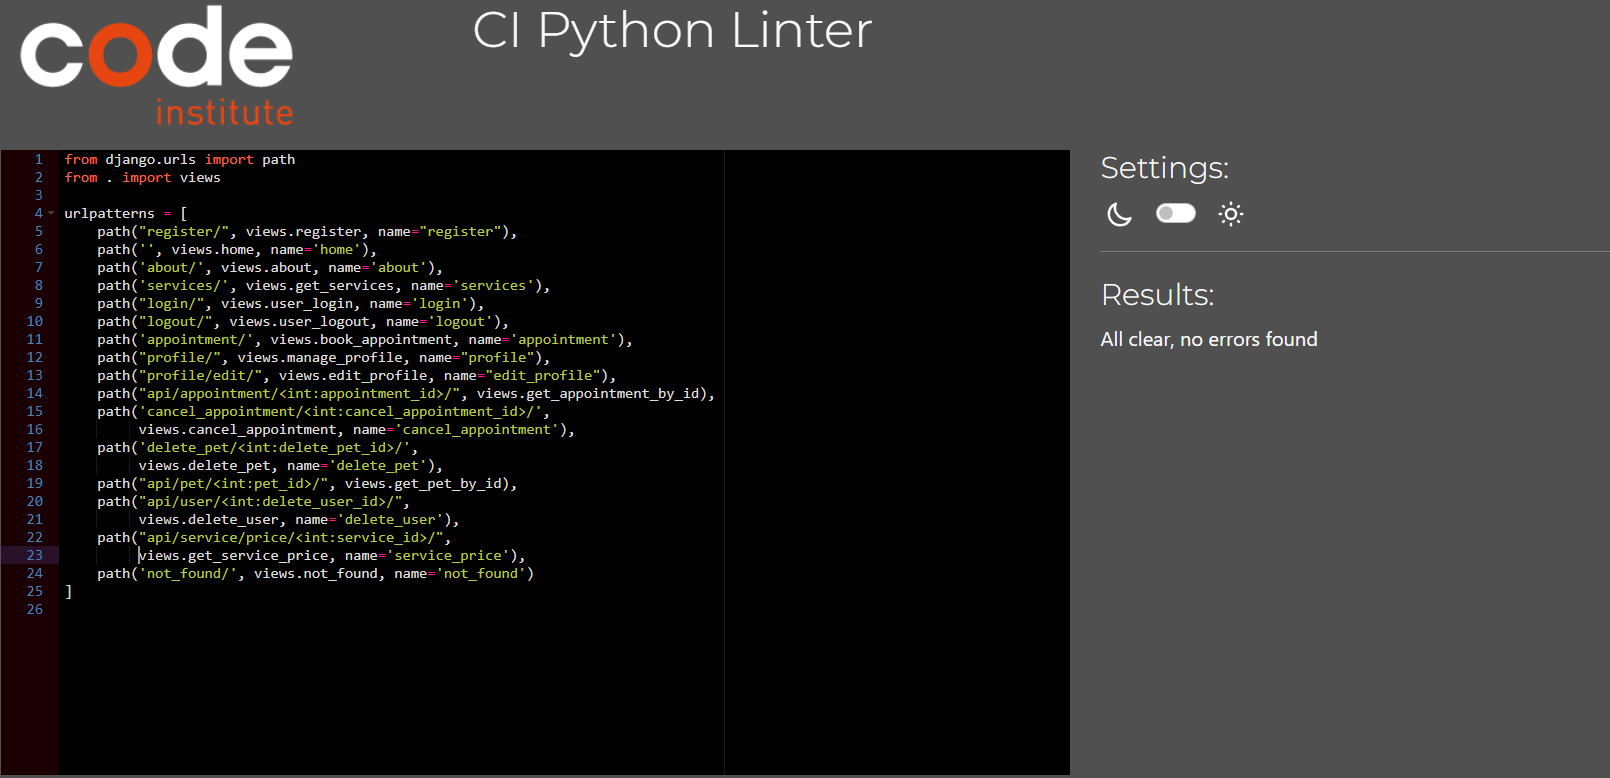 code
institute
CI Python Linter
1 from django.urls import path
2 from . import views
3
4 urlpatterns = [
5     path("register/", views.register, name="register"),
6     path('', views.home, name='home'),
7     path('about/', views.about, name='about'),
8     path('services/', views.get_services, name='services'),
9     path("login/", views.user_login, name='login'),
10     path("logout/", views.user_logout, name='logout'),
11     path('appointment/', views.book_appointment, name='appointment'),
12     path("profile/", views.manage_profile, name="profile"),
13     path("profile/edit/", views.edit_profile, name="edit_profile"),
14     path("api/appointment/<int:appointment_id>/", views.get_appointment_by_id),
15     path('cancel_appointment/<int:cancel_appointment_id>/',
16          views.cancel_appointment, name='cancel_appointment'),
17     path('delete_pet/<int:delete_pet_id>/',
18          views.delete_pet, name='delete_pet'),
19     path("api/pet/<int:pet_id>/", views.get_pet_by_id),
20     path("api/user/<int:delete_user_id>/",
21          views.delete_user, name='delete_user'),
22     path("api/service/price/<int:service_id>/",
23          views.get_service_price, name='service_price'),
24     path('not_found/', views.not_found, name='not_found')
25 ]
26
Settings:
Results:
All clear, no errors found